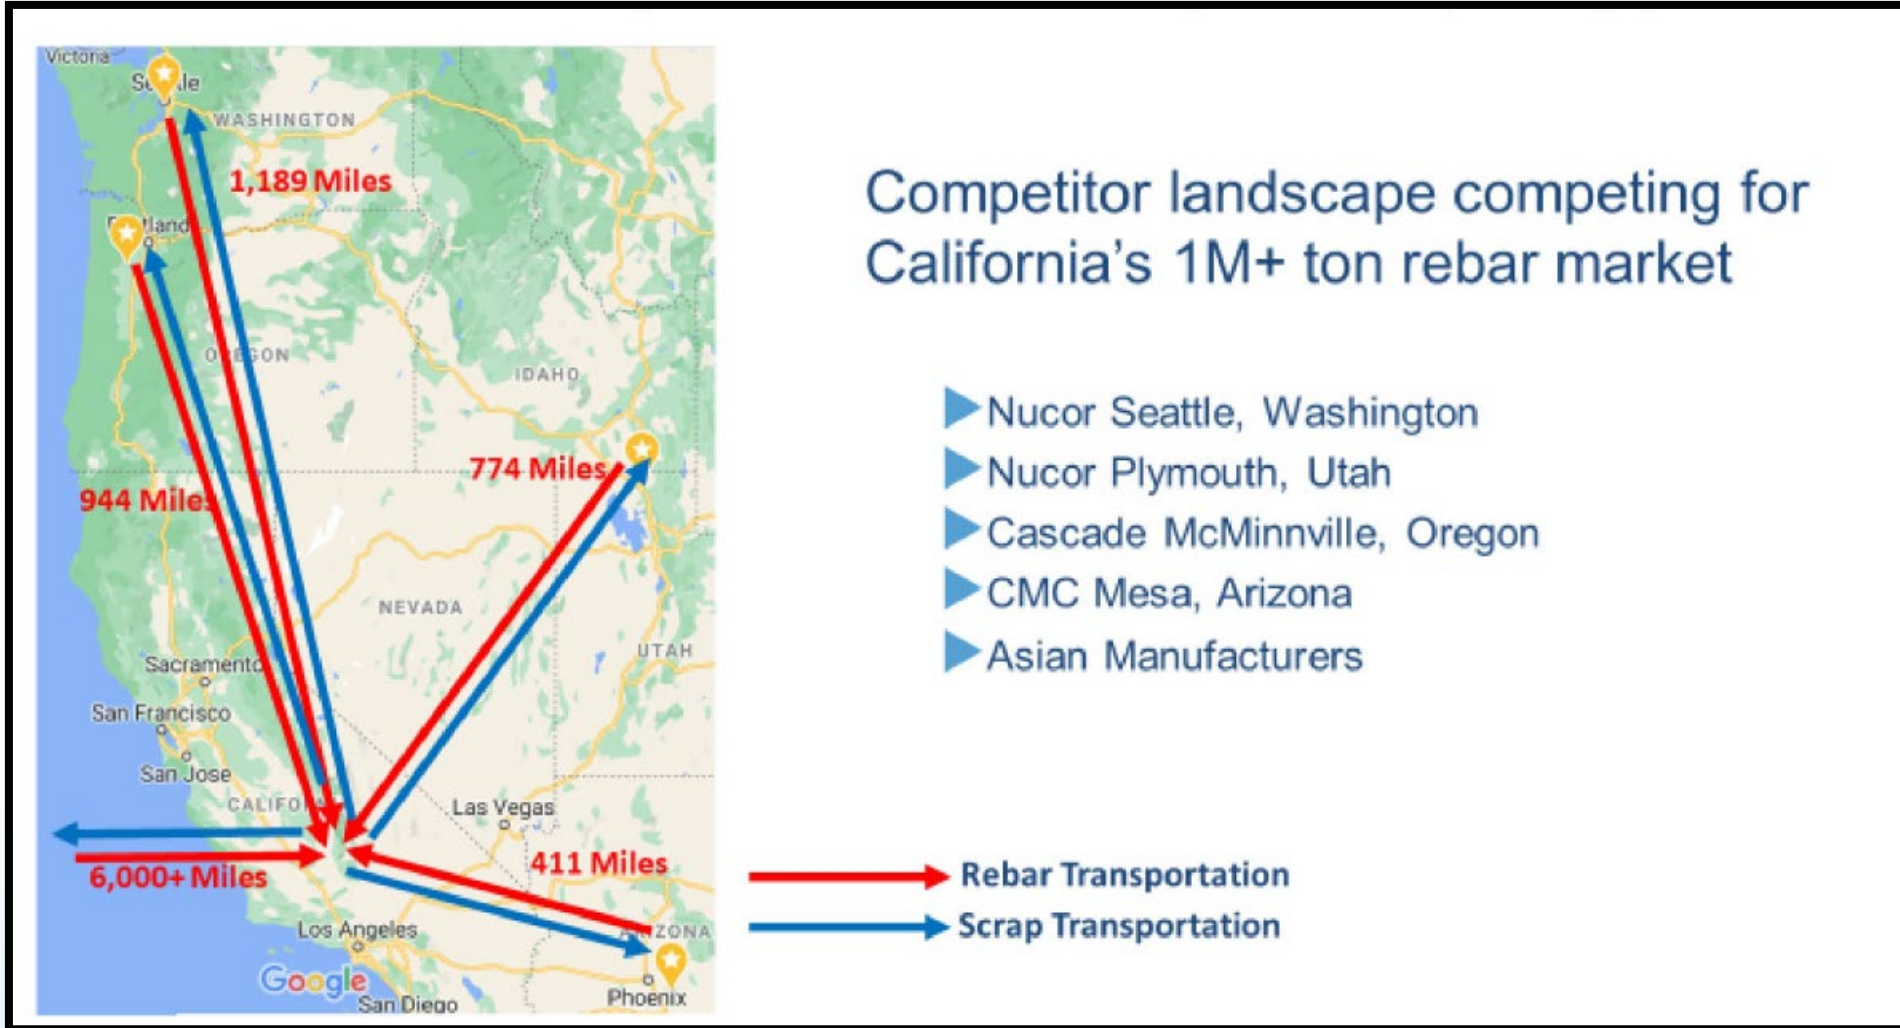 Victoria
WASHINGTON
1,189 Miles
OREGON
IDAHO
774 Miles
944 Miles
NEVADA
UTAH
Sacramento
San Francisco
San Jose
Las Vegas
6,000+ Miles
411 Miles
Los Angeles
Google
San Diego
Phoenix
Competitor landscape competing for
California's 1M+ ton rebar market
Nucor Seattle, Washington
Nucor Plymouth, Utah
Cascade McMinnville, Oregon
CMC Mesa, Arizona
Asian Manufacturers
Rebar Transportation
Scrap Transportation